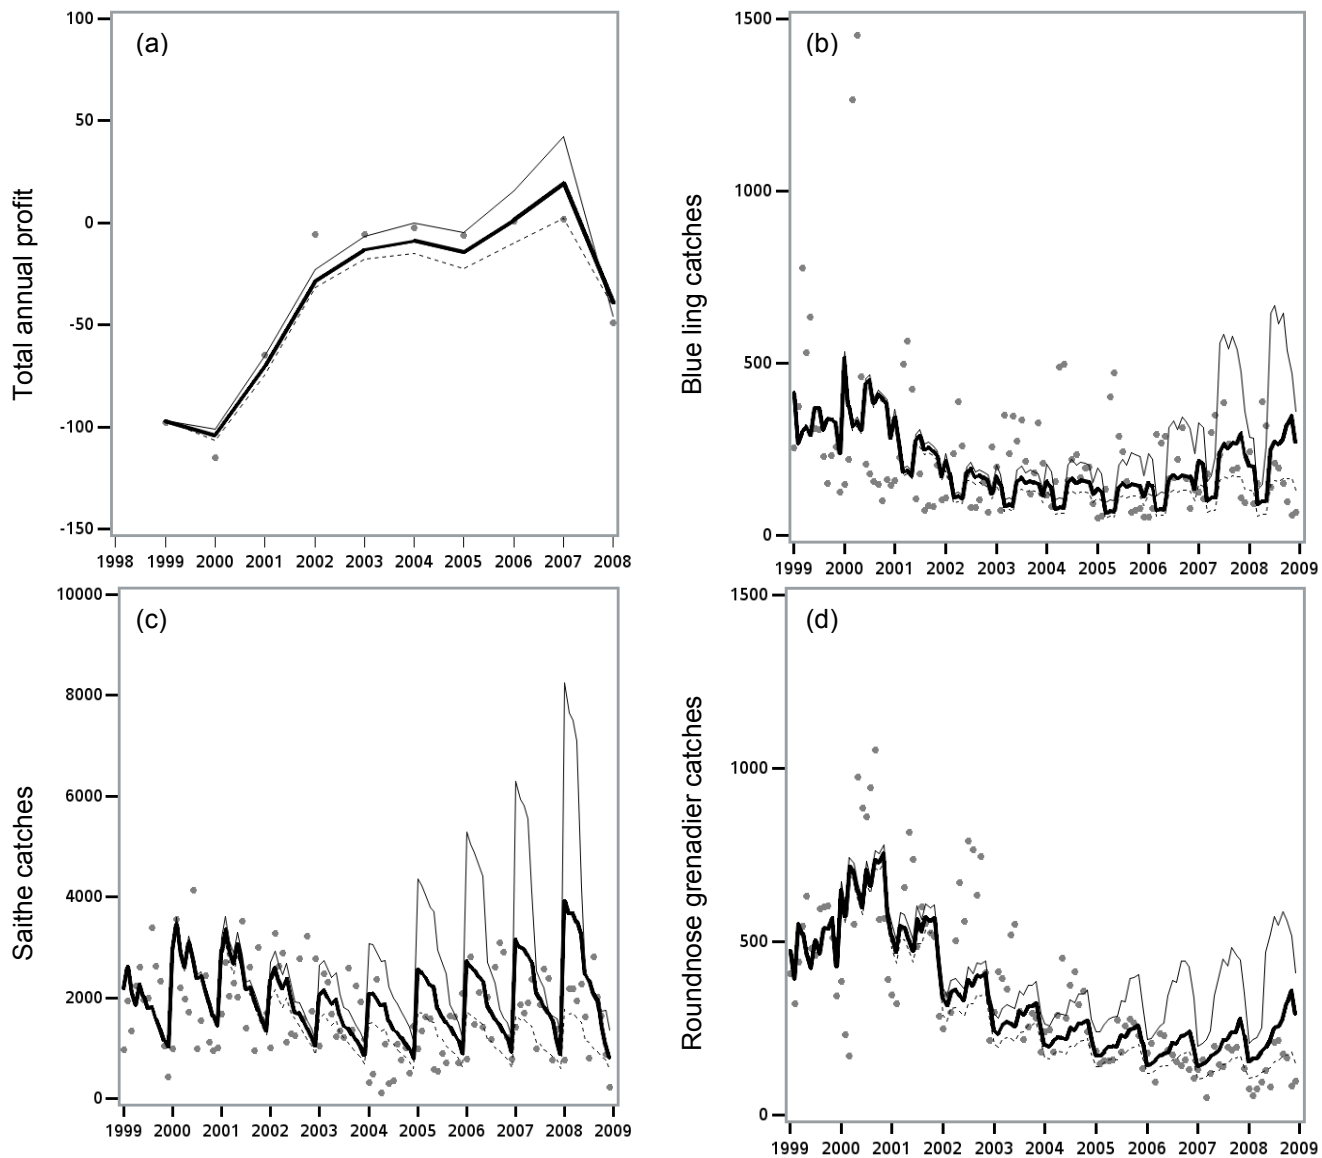 (a)
Total annual profit
100
50
0
-50
-100
-150
1998 1999 2000 2001 2002 2003 2004 2005 2006 2007 2008
(b)
Blue ling catches
1500
1000
500
0
1999 2000 2001 2002 2003 2004 2005 2006 2007 2008 2009
(c)
Saithe catches
10000
8000
6000
4000
2000
0
1999 2000 2001 2002 2003 2004 2005 2006 2007 2008 2009
(d)
Roundnose grenadier catches
1500
1000
500
0
1999 2000 2001 2002 2003 2004 2005 2006 2007 2008 2009